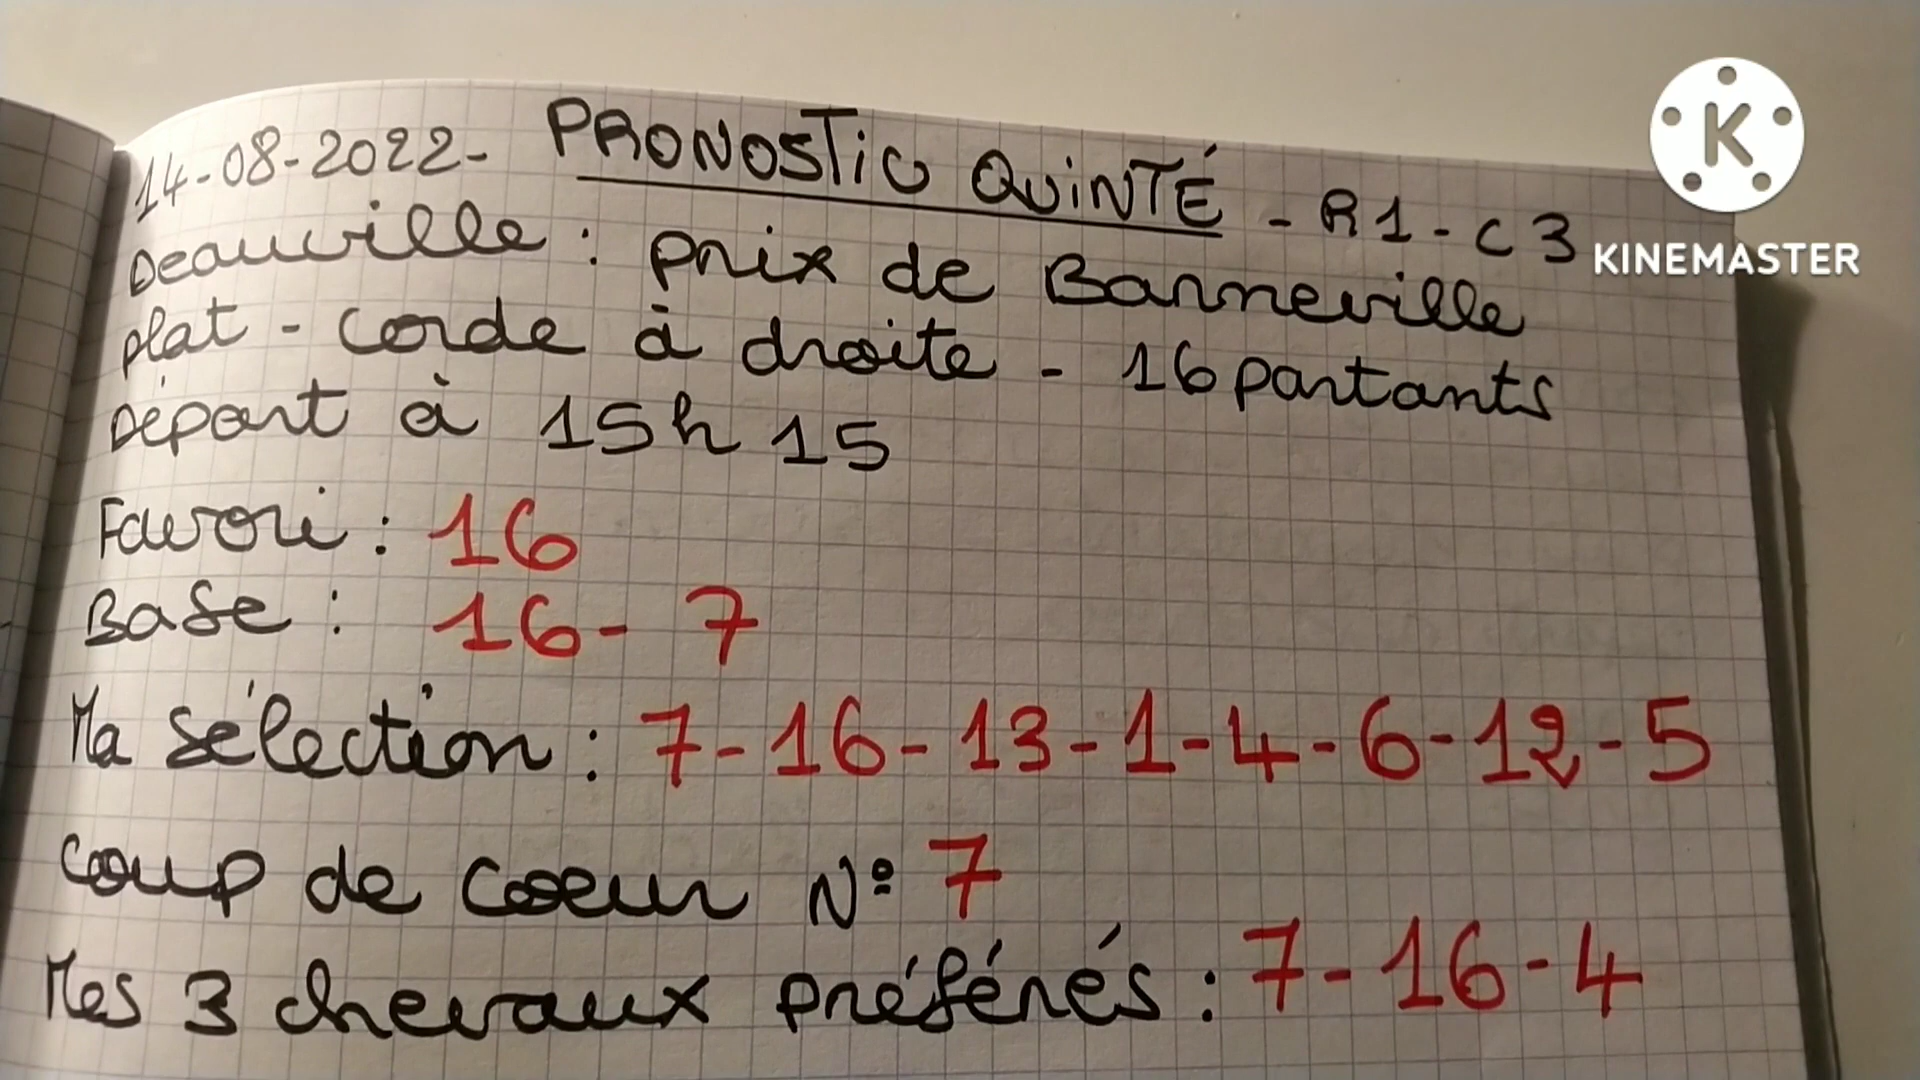 14-08-2022- PRONOSTIC QUINTÉ - R1 - C3
Deauville : prix de Banneville
plat - corde à droite - 16 partants
Départ à 15h15
Favori : 16
Base : 16 - 7
Ma sélection : 7 - 16 - 13 - 1 - 4 - 6 - 12 - 5
Coup de coeur N° 7
Mes 3 chevaux préférés : 7 - 16 - 4
K
KINEMASTER